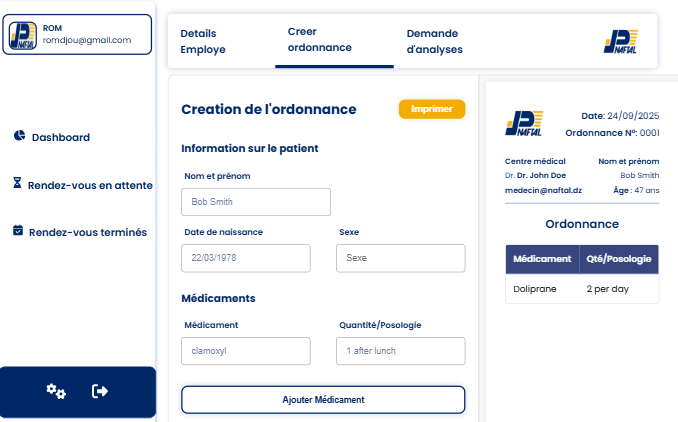 ROM
romdjou@gmail.com
Dashboard
Rendez-vous en attente
Rendez-vous terminés
Details
Employe
Creer
ordonnance
Demande
d'analyses
NAFTAL
Creation de l'ordonnance
Imprimer
Information sur le patient
Nom et prénom
Bob Smith
Date de naissance
Sexe
22/03/1978
Sexe
Médicaments
Médicament
Quantité/Posologie
clamoxyl
1 after lunch
Ajouter Médicament
NAFTAL
Date: 24/09/2025
Ordonnance N°: 0001
Centre médical
Nom et prénom
Dr. Dr. John Doe
Bob Smith
medecin@naftal.dz
Âge : 47 ans
Ordonnance
Médicament
Qté/Posologie
Doliprane
2 per day